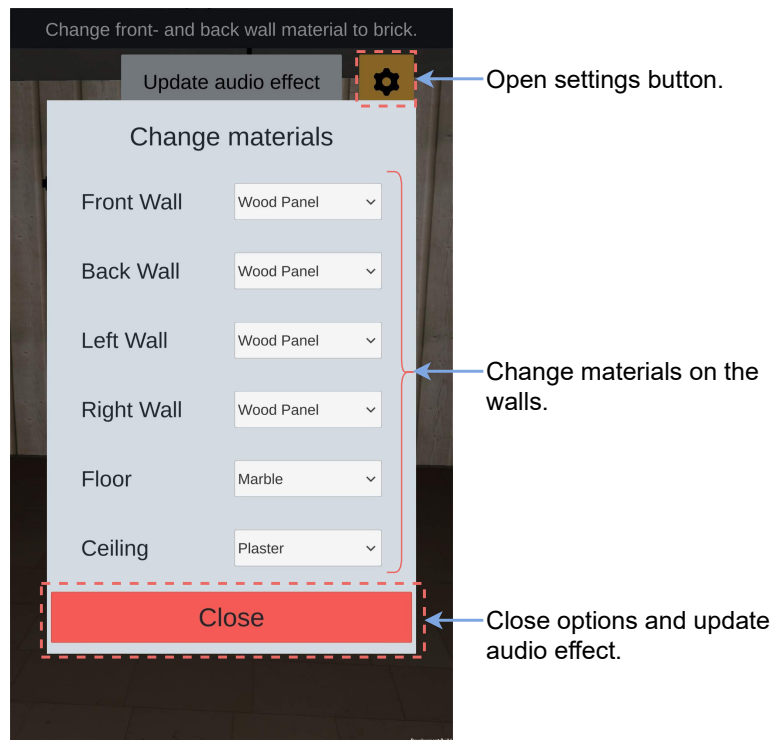 Change front- and back wall material to brick.
Update audio effect
Open settings button.
Change materials
Front Wall
Wood Panel
Back Wall
Wood Panel
Left Wall
Wood Panel
Change materials on the
walls.
Right Wall
Wood Panel
Floor
Marble
Ceiling
Plaster
Close
Close options and update
audio effect.